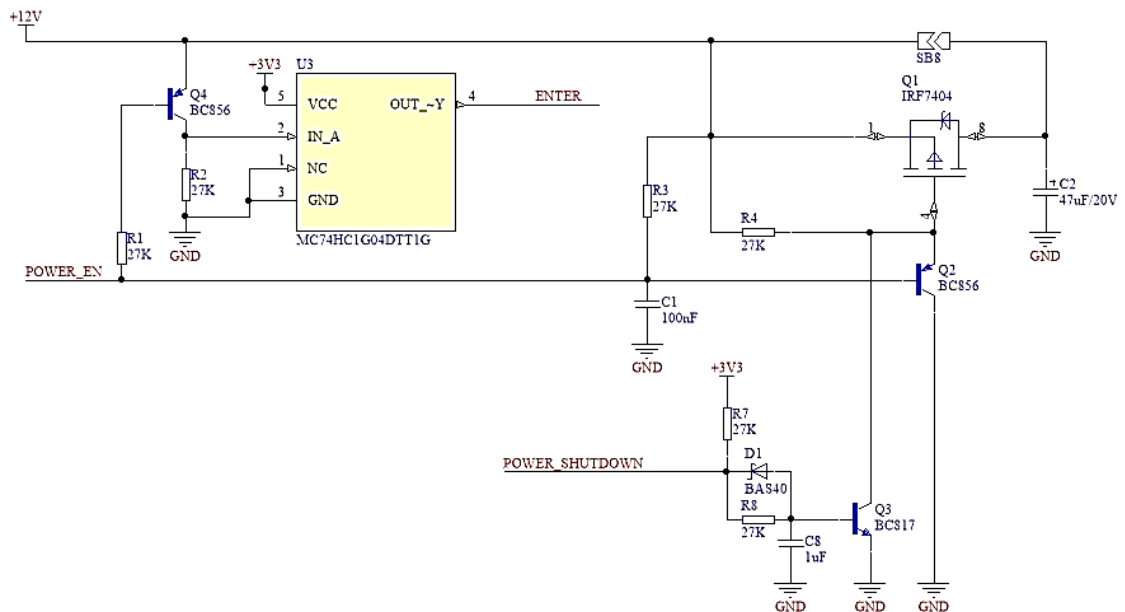 +12V
SB8
Q1
IRF7404
+3V3
U3
Q4
BC856
5
VCC
OUT_~Y
4
ENTER
2
IN_A
1
NC
3
GND
MC74HC1G04DTT1G
R2
27K
GND
R1
27K
1
8
4
R3
27K
R4
27K
C2
47uF/20V
GND
POWER_EN
Q2
BC856
C1
100nF
GND
+3V3
R7
27K
POWER_SHUTDOWN
D1
BAS40
R8
27K
Q3
BC817
C8
1uF
GND
GND
GND